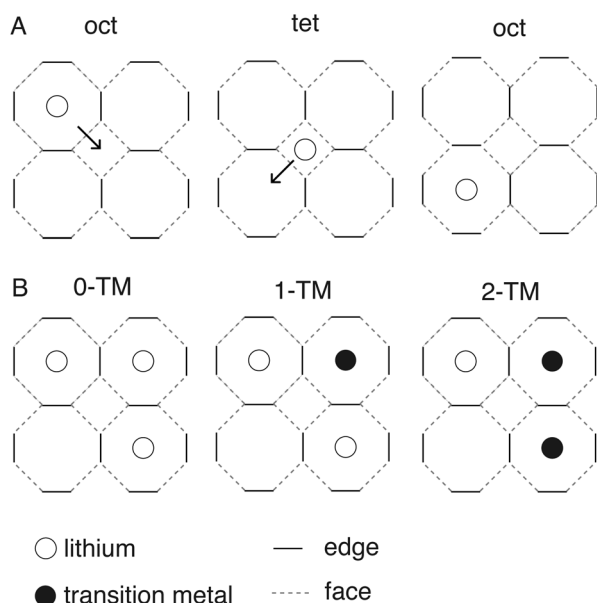 A oct tet oct
B 0-TM 1-TM 2-TM
lithium edge
transition metal face